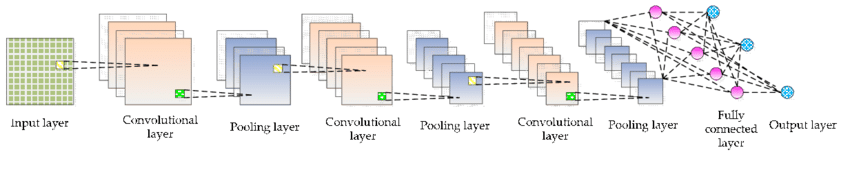 Input layer
Convolutional
layer
Pooling layer
Convolutional
layer
Pooling layer
Convolutional
layer
Pooling layer
Fully
connected
layer
Output layer